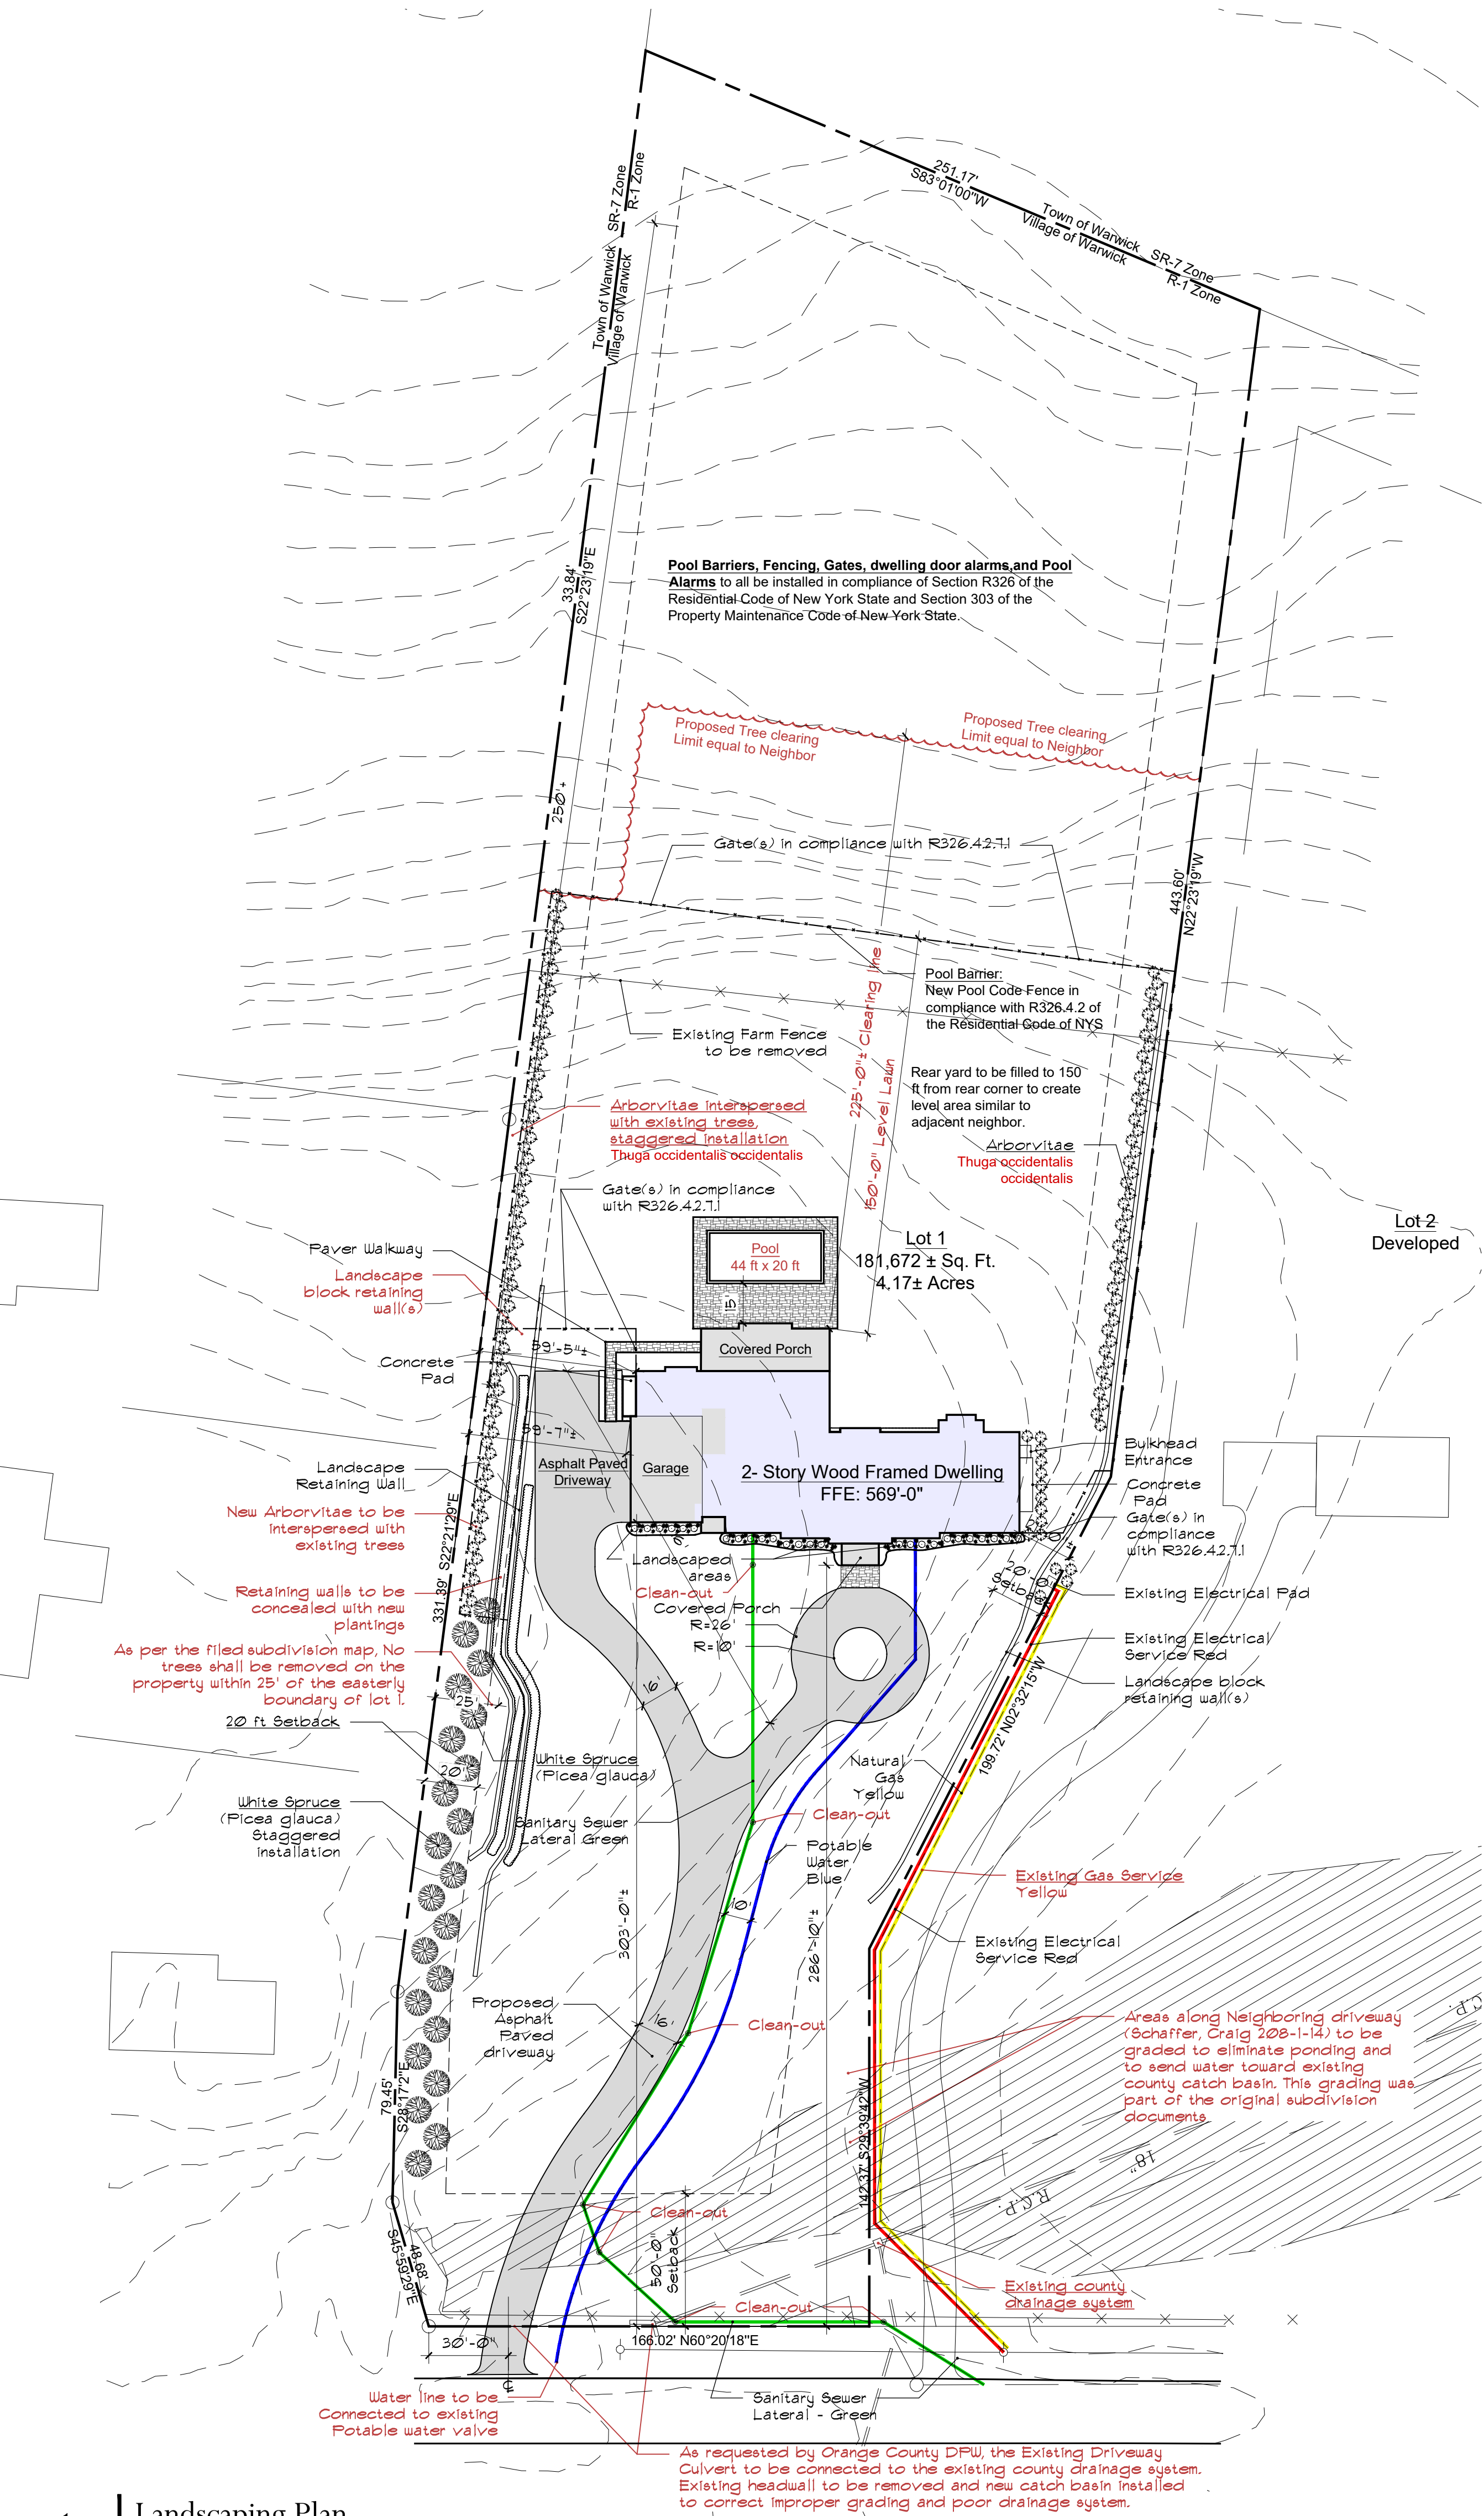 251.17'
S83°01'00"W
Town of Warwick SR-7 Zone
Village of Warwick R-1 Zone
Town of Warwick SR-7 Zone
Village of Warwick R-1 Zone
33.84'
S22°23'19"E
Pool Barriers, Fencing, Gates, dwelling door alarms,and Pool
Alarms to all be installed in compliance of Section R326 of the
Residential Code of New York State and Section 303 of the
Property Maintenance Code of New York State.
Proposed Tree clearing
Limit equal to Neighbor
Proposed Tree clearing
Limit equal to Neighbor
250'±
Gate(s) in compliance with R326.4.2.7.1
443.60'
N22°23'19"W
Pool Barrier:
New Pool Code Fence in
compliance with R326.4.2 of
the Residential Code of NYS
Existing Farm Fence
to be removed
225'-0"± Clearing line
150'-0" Level Lawn
Rear yard to be filled to 150
ft from rear corner to create
level area similar to
adjacent neighbor.
Arborvitae interspersed
with existing trees,
staggered installation
Thuga occidentalis occidentalis
Arborvitae
Thuga occidentalis
occidentalis
Gate(s) in compliance
with R326.4.2.7.1
Paver Walkway
Landscape
block retaining
wall(s)
Pool
44 ft x 20 ft
15'
Lot 1
181,672 ± Sq. Ft.
4.17± Acres
Lot 2
Developed
59'-5"±
Covered Porch
Concrete
Pad
59'-7"±
Asphalt Paved
Driveway
Garage
2- Story Wood Framed Dwelling
FFE: 569'-0"
Bulkhead
Entrance
Concrete
Pad
Gate(s) in
compliance
with R326.4.2.7.1
Landscape
Retaining Wall
New Arborvitae to be
interspersed with
existing trees
331.39' S22°21'29"E
Landscaped
areas
Clean-out
Covered Porch
R=26'
R=10'
20'-0"
Setback
Existing Electrical Pad
Retaining walls to be
concealed with new
plantings
As per the filed subdivision map, No
trees shall be removed on the
property within 25' of the easterly
boundary of lot 1.
25'
16'
Existing Electrical
Service Red
Landscape block
retaining wall(s)
199.72' N02°32'15"W
20 ft Setback
20'
White Spruce
(Picea glauca)
White Spruce
(Picea glauca)
Staggered
installation
Sanitary Sewer
Lateral Green
Natural
Gas
Yellow
Clean-out
Potable
Water
Blue
Existing Gas Service
Yellow
10'
303'-0"±
286'-10"±
Existing Electrical
Service Red
Proposed
Asphalt
Paved
driveway
16'
Clean-out
Areas along Neighboring driveway
(Schaffer, Craig 208-1-14) to be
graded to eliminate ponding and
to send water toward existing
county catch basin. This grading was
part of the original subdivision
documents
79.45'
S28°17'2"E
142.37' S29°39'42"W
18"
R.C.P.
Clean-out
50'-0"
Setback
48.68'
S45°59'29"E
Existing county
drainage system
Clean-out
166.02' N60°20'18"E
30'-0"
Water line to be
Connected to existing
Potable water valve
Sanitary Sewer
Lateral - Green
As requested by Orange County DPW, the Existing Driveway
Culvert to be connected to the existing county drainage system.
Existing headwall to be removed and new catch basin installed
to correct improper grading and poor drainage system.
Landscaping Plan